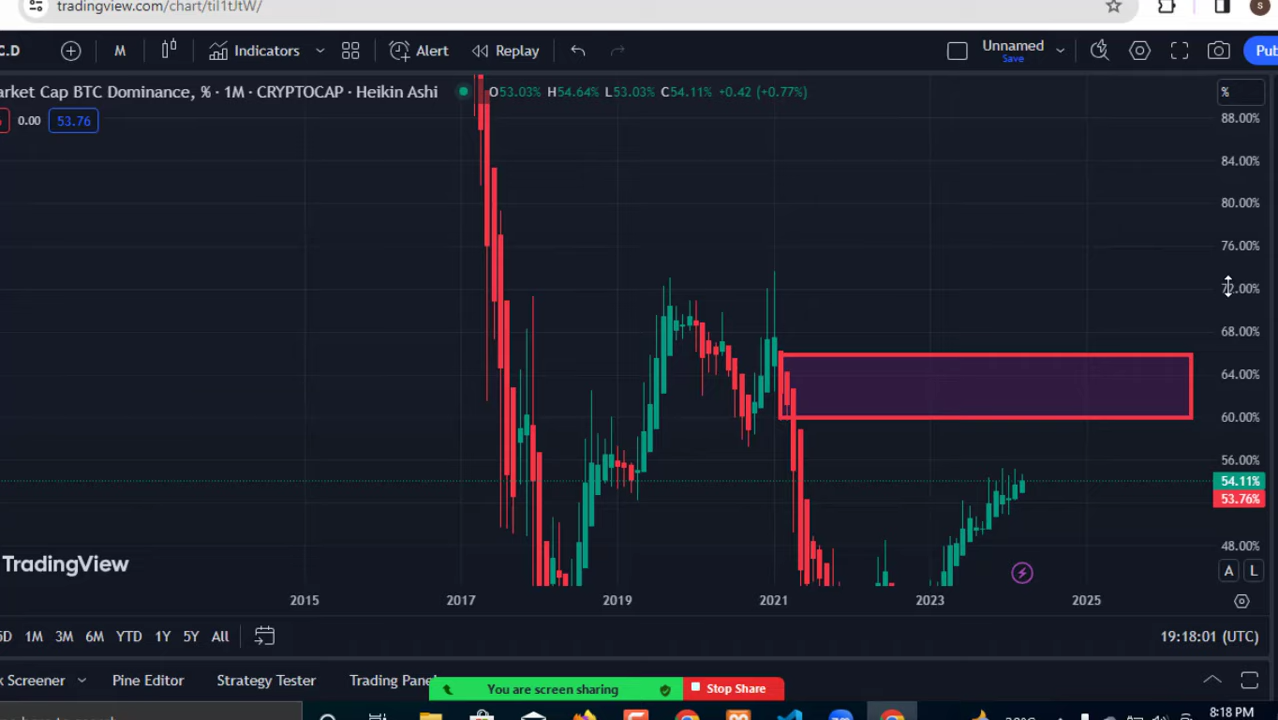 tradingview.com/chart/til1tJtW/
C.D M Indicators Alert Replay Unnamed Pub
Save
arket Cap BTC Dominance, % · 1M · CRYPTOCAP · Heikin Ashi O53.03% H54.64% L53.03% C54.11% +0.42 (+0.77%) %
0.00 53.76
88.00%
84.00%
80.00%
76.00%
72.00%
68.00%
64.00%
60.00%
56.00%
54.11%
53.76%
48.00%
TradingView
A L
2015 2017 2019 2021 2023 2025
5D 1M 3M 6M YTD 1Y 5Y All 19:18:01 (UTC)
k Screener Pine Editor Strategy Tester Trading Pane
You are screen sharing Stop Share
8:18 PM